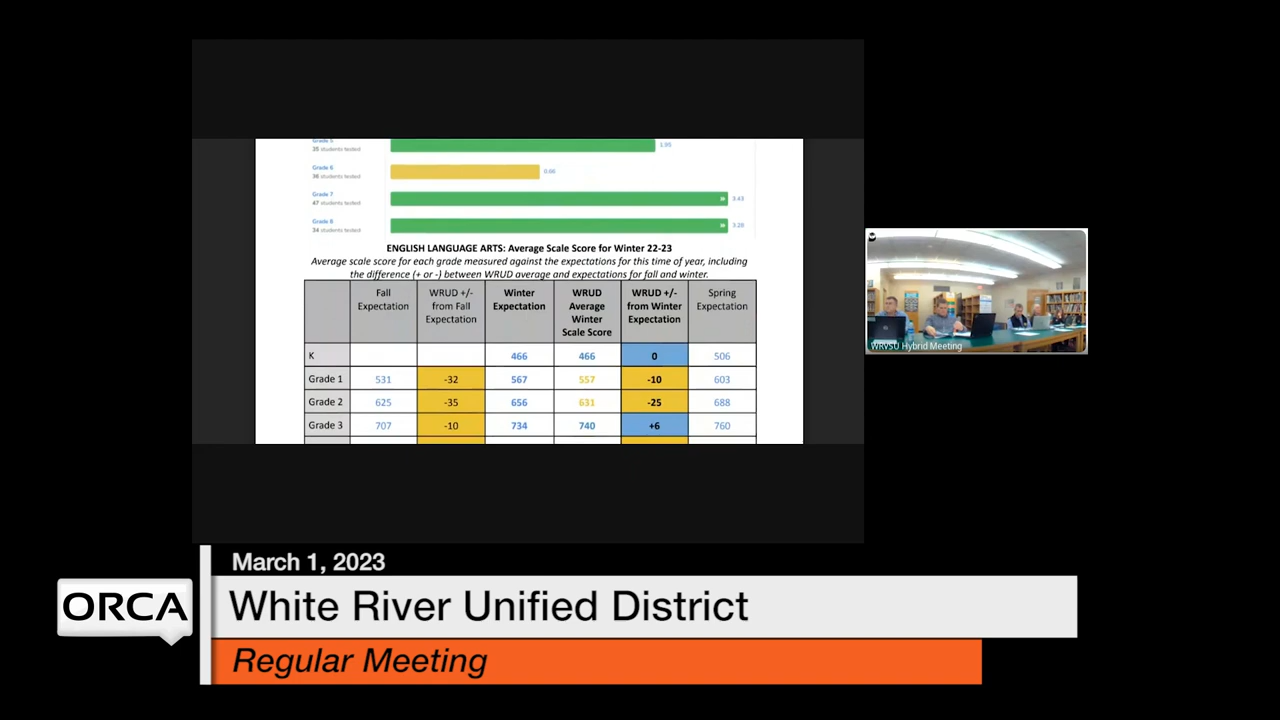 Grade 5
20 students tested
1.95
Grade 6
38 students tested
0.66
Grade 7
47 students tested
3.43
Grade 8
34 students tested
3.28
ENGLISH LANGUAGE ARTS: Average Scale Score for Winter 22-23
Average scale score for each grade measured against the expectations for this time of year, including
the difference (+ or -) between WRUD average and expectations for fall and winter.
Fall Expectation WRUD +/- from Fall Expectation Winter Expectation WRUD Average Winter Scale Score WRUD +/- from Winter Expectation Spring Expectation
K 466 466 0 506
Grade 1 531 -32 567 557 -10 603
Grade 2 625 -35 656 631 -25 688
Grade 3 707 -10 734 740 +6 760
WRVSU Hybrid Meeting
March 1, 2023
ORCA
White River Unified District
Regular Meeting